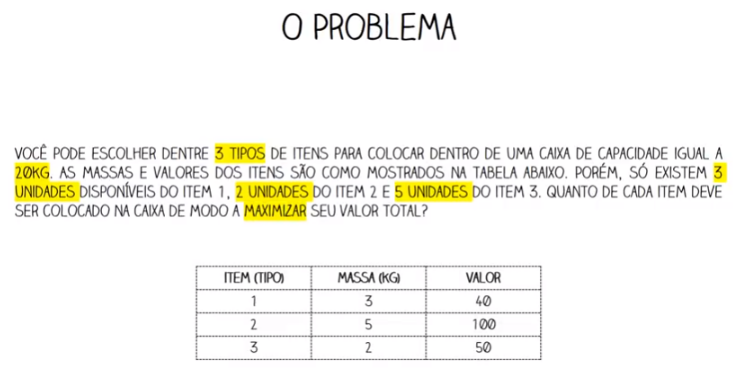 O PROBLEMA
VOCÊ PODE ESCOLHER DENTRE 3 TIPOS DE ITENS PARA COLOCAR DENTRO DE UMA CAIXA DE CAPACIDADE IGUAL A
20KG. AS MASSAS E VALORES DOS ITENS SÃO COMO MOSTRADOS NA TABELA ABAIXO. PORÉM, SÓ EXISTEM 3
UNIDADES DISPONÍVEIS DO ITEM 1, 2 UNIDADES DO ITEM 2 E 5 UNIDADES DO ITEM 3. QUANTO DE CADA ITEM DEVE
SER COLOCADO NA CAIXA DE MODO A MAXIMIZAR SEU VALOR TOTAL?
ITEM (TIPO) MASSA (KG) VALOR
1 3 40
2 5 100
3 2 50